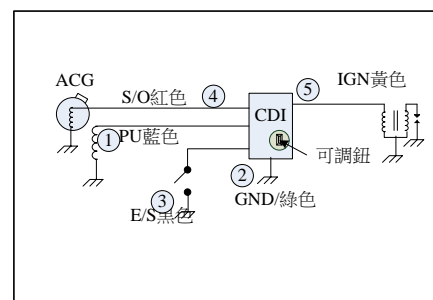 ACG
S/O紅色
④
⑤
IGN黃色
CDI
①
PU藍色
可調鈕
②
GND/綠色
③
E/S黑色